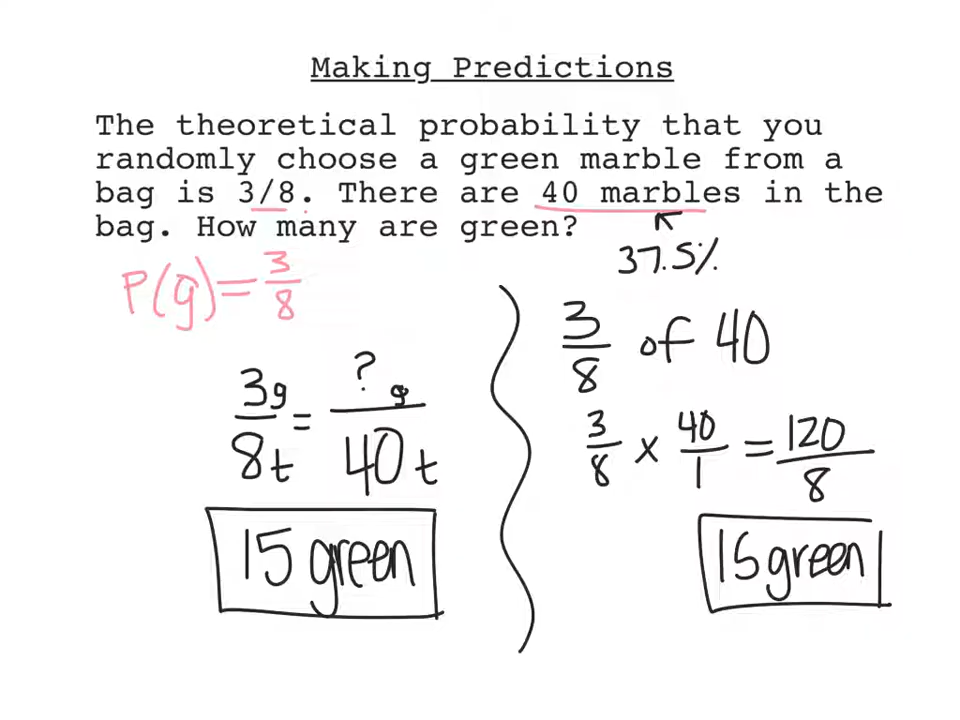 Making Predictions
The theoretical probability that you
randomly choose a green marble from a
bag is 3/8. There are 40 marbles in the
bag. How many are green?
37.5%
P(g)=3/8
3g/8t = ?g/40t
15 green
3/8 of 40
3/8 x 40/1 = 120/8
15 green